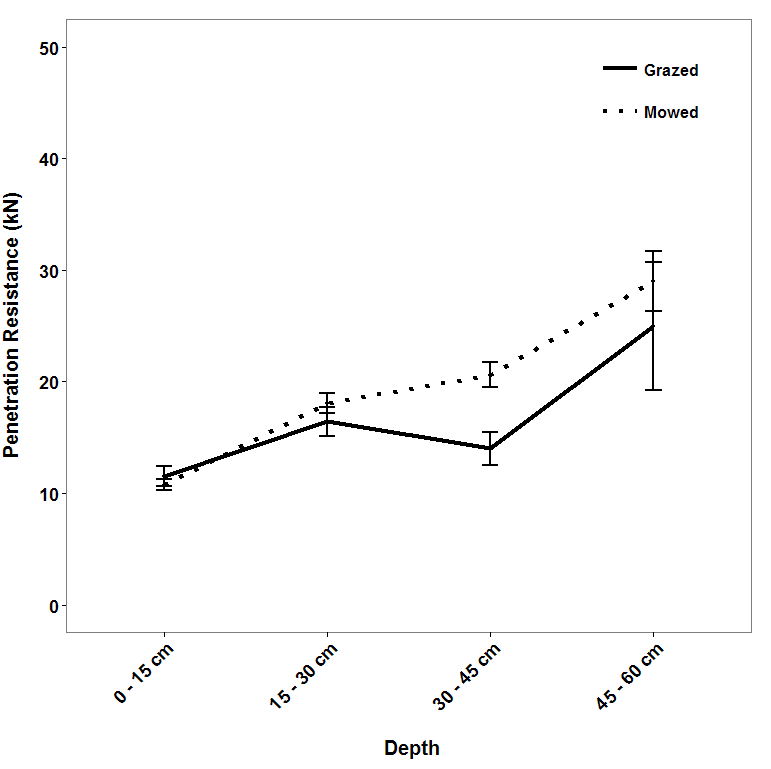 Penetration Resistance (kN)
50
40
30
20
10
0
Grazed
Mowed
0 - 15 cm
15 - 30 cm
30 - 45 cm
45 - 60 cm
Depth